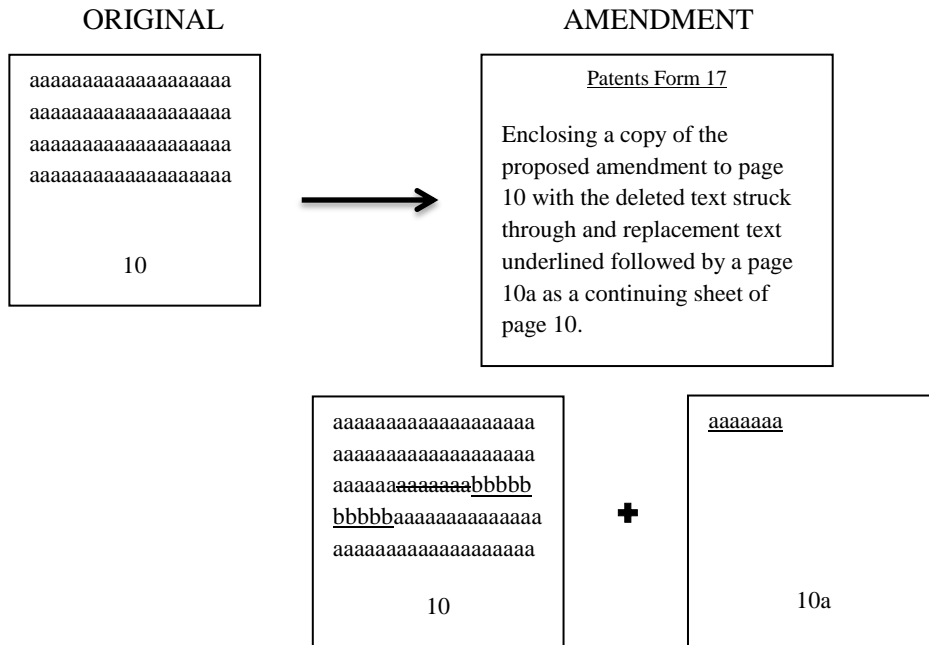 ORIGINAL
AMENDMENT
aaaaaaaaaaaaaaaaaaa
aaaaaaaaaaaaaaaaaaa
aaaaaaaaaaaaaaaaaaa
aaaaaaaaaaaaaaaaaaa
10
Patents Form 17
Enclosing a copy of the
proposed amendment to page
10 with the deleted text struck
through and replacement text
underlined followed by a page
10a as a continuing sheet of
page 10.
aaaaaaaaaaaaaaaaaaa
aaaaaaaaaaaaaaaaaaa
aaaaaaaaaaaaabbbbb
bbbbbaaaaaaaaaaaaaa
aaaaaaaaaaaaaaaaaaa
10
aaaaaaa
10a